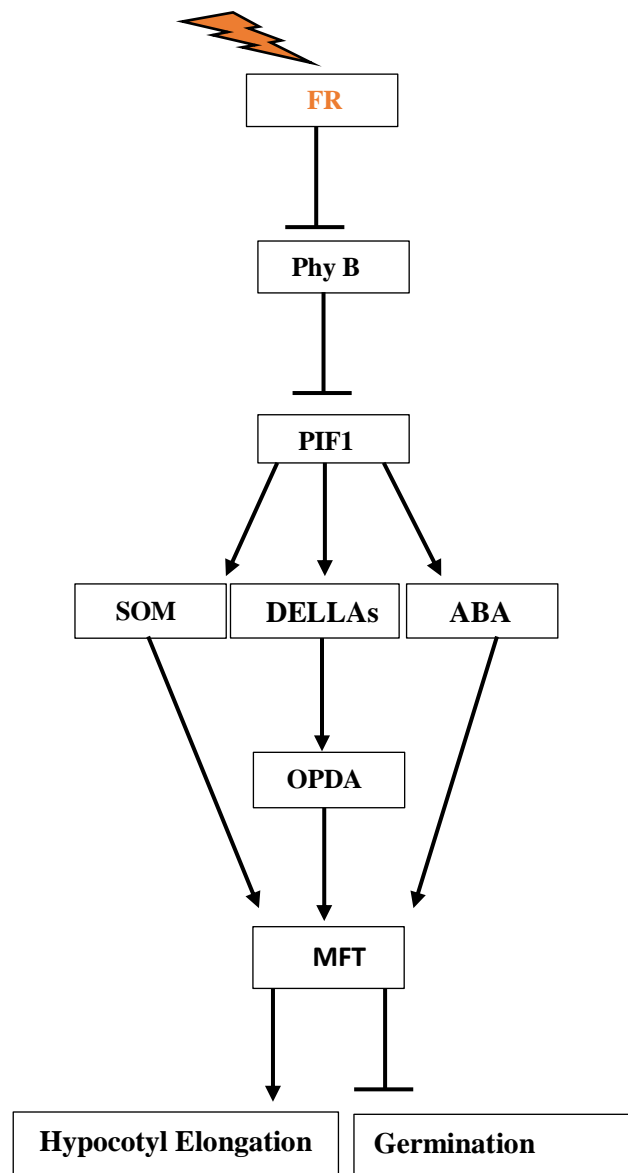 FR
Phy B
PIF1
SOM
DELLAs
ABA
OPDA
MFT
Hypocotyl Elongation
Germination